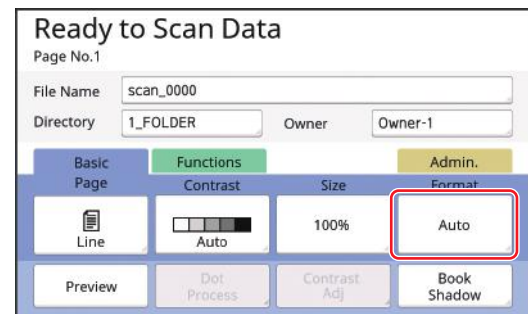 Ready to Scan Data
Page No.1
File Name scan_0000
Directory 1_FOLDER Owner Owner-1
Basic Functions Admin.
Page Contrast Size Format
Line Auto 100% Auto
Preview Dot Process Contrast Adj Book Shadow